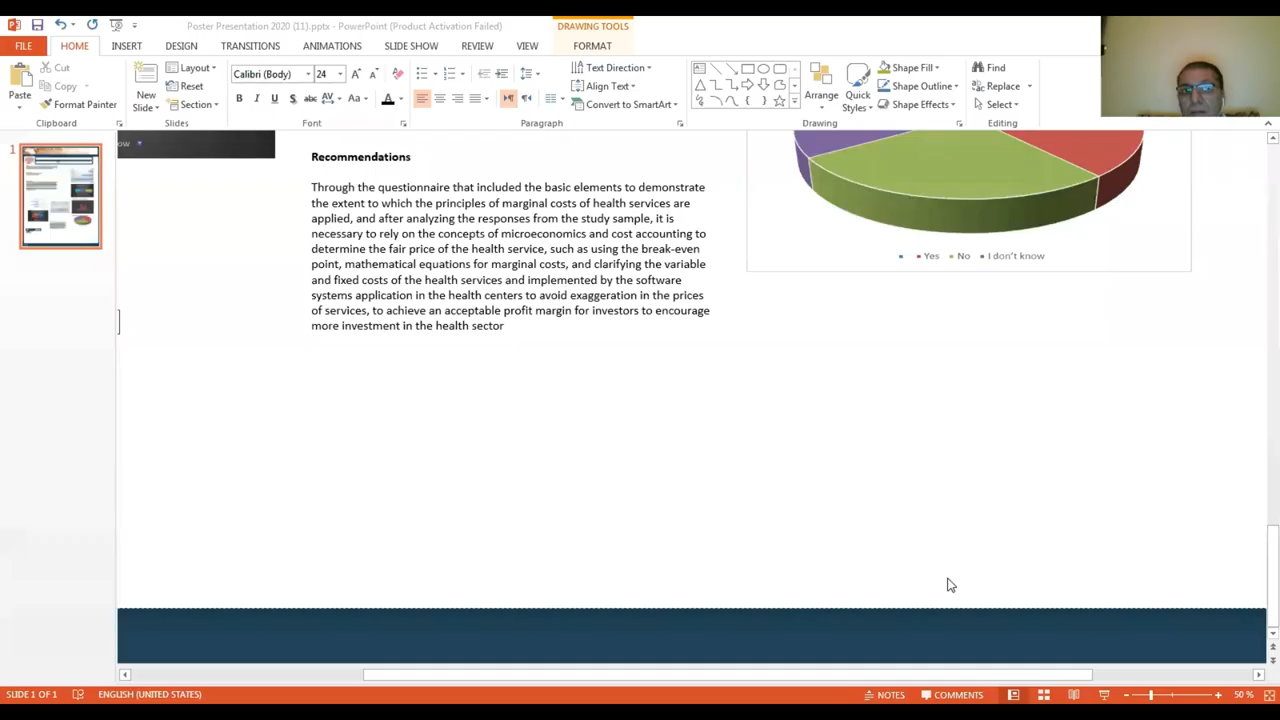 Poster Presentation 2020 (11).pptx - PowerPoint (Product Activation Failed)
DRAWING TOOLS
FILE HOME INSERT DESIGN TRANSITIONS ANIMATIONS SLIDE SHOW REVIEW VIEW FORMAT
Paste
Cut
Copy
Format Painter
Clipboard
New
Slide
Layout
Reset
Section
Slides
Calibri (Body) 24
B I U S abc AV Aa A
Font
Text Direction
Align Text
Convert to SmartArt
Paragraph
Arrange
Quick
Styles
Shape Fill
Shape Outline
Shape Effects
Drawing
Find
Replace
Select
Editing
1
ow
Recommendations
Through the questionnaire that included the basic elements to demonstrate
the extent to which the principles of marginal costs of health services are
applied, and after analyzing the responses from the study sample, it is
necessary to rely on the concepts of microeconomics and cost accounting to
determine the fair price of the health service, such as using the break-even
point, mathematical equations for marginal costs, and clarifying the variable
and fixed costs of the health services and implemented by the software
systems application in the health centers to avoid exaggeration in the prices
of services, to achieve an acceptable profit margin for investors to encourage
more investment in the health sector
Yes No I don't know
SLIDE 1 OF 1 ENGLISH (UNITED STATES) NOTES COMMENTS 50 %